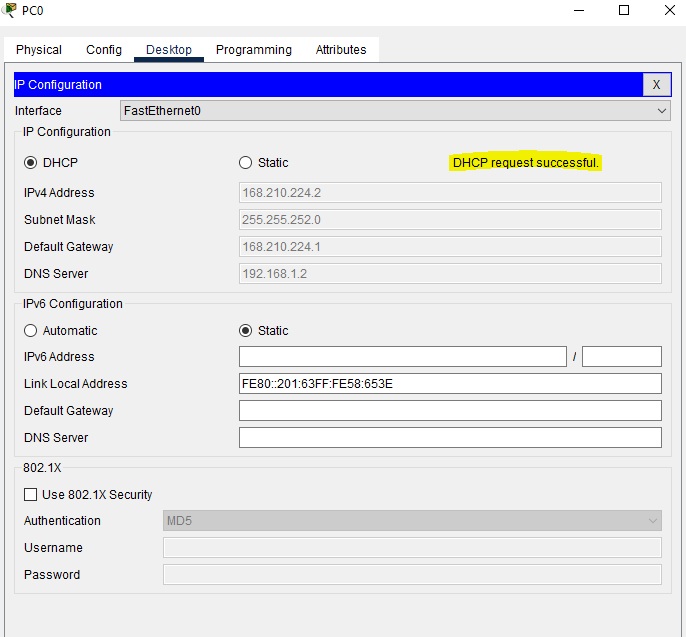 PC0
Physical Config Desktop Programming Attributes
IP Configuration X
Interface FastEthernet0
IP Configuration
DHCP Static DHCP request successful.
IPv4 Address 168.210.224.2
Subnet Mask 255.255.252.0
Default Gateway 168.210.224.1
DNS Server 192.168.1.2
IPv6 Configuration
Automatic Static
IPv6 Address /
Link Local Address FE80::201:63FF:FE58:653E
Default Gateway
DNS Server
802.1X
Use 802.1X Security
Authentication MD5
Username
Password